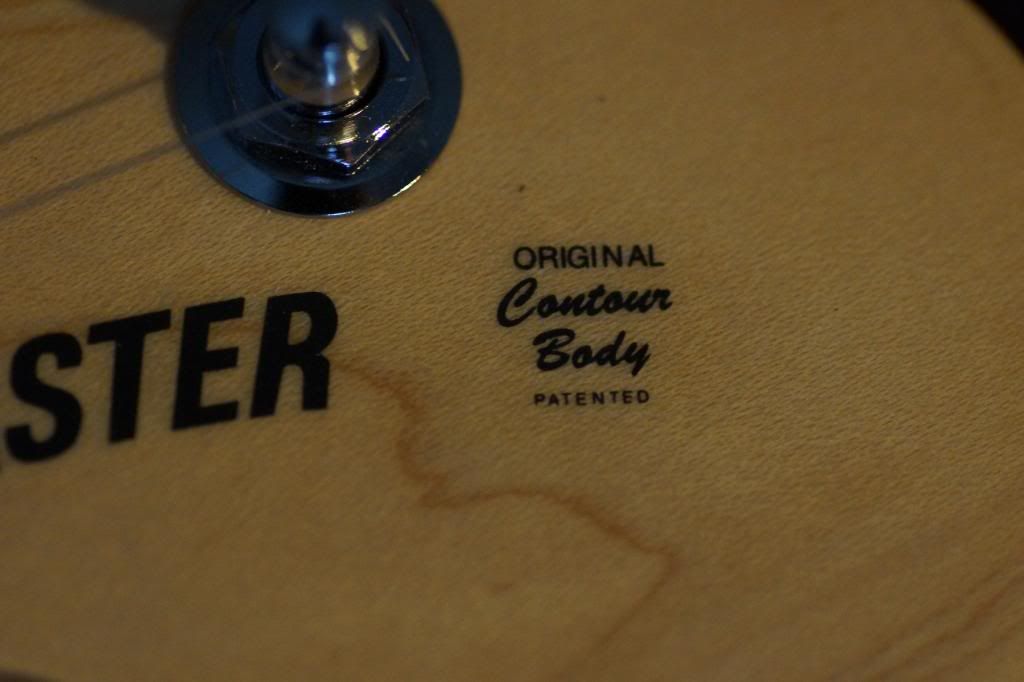 STER
ORIGINAL
Contour
Body
PATENTED